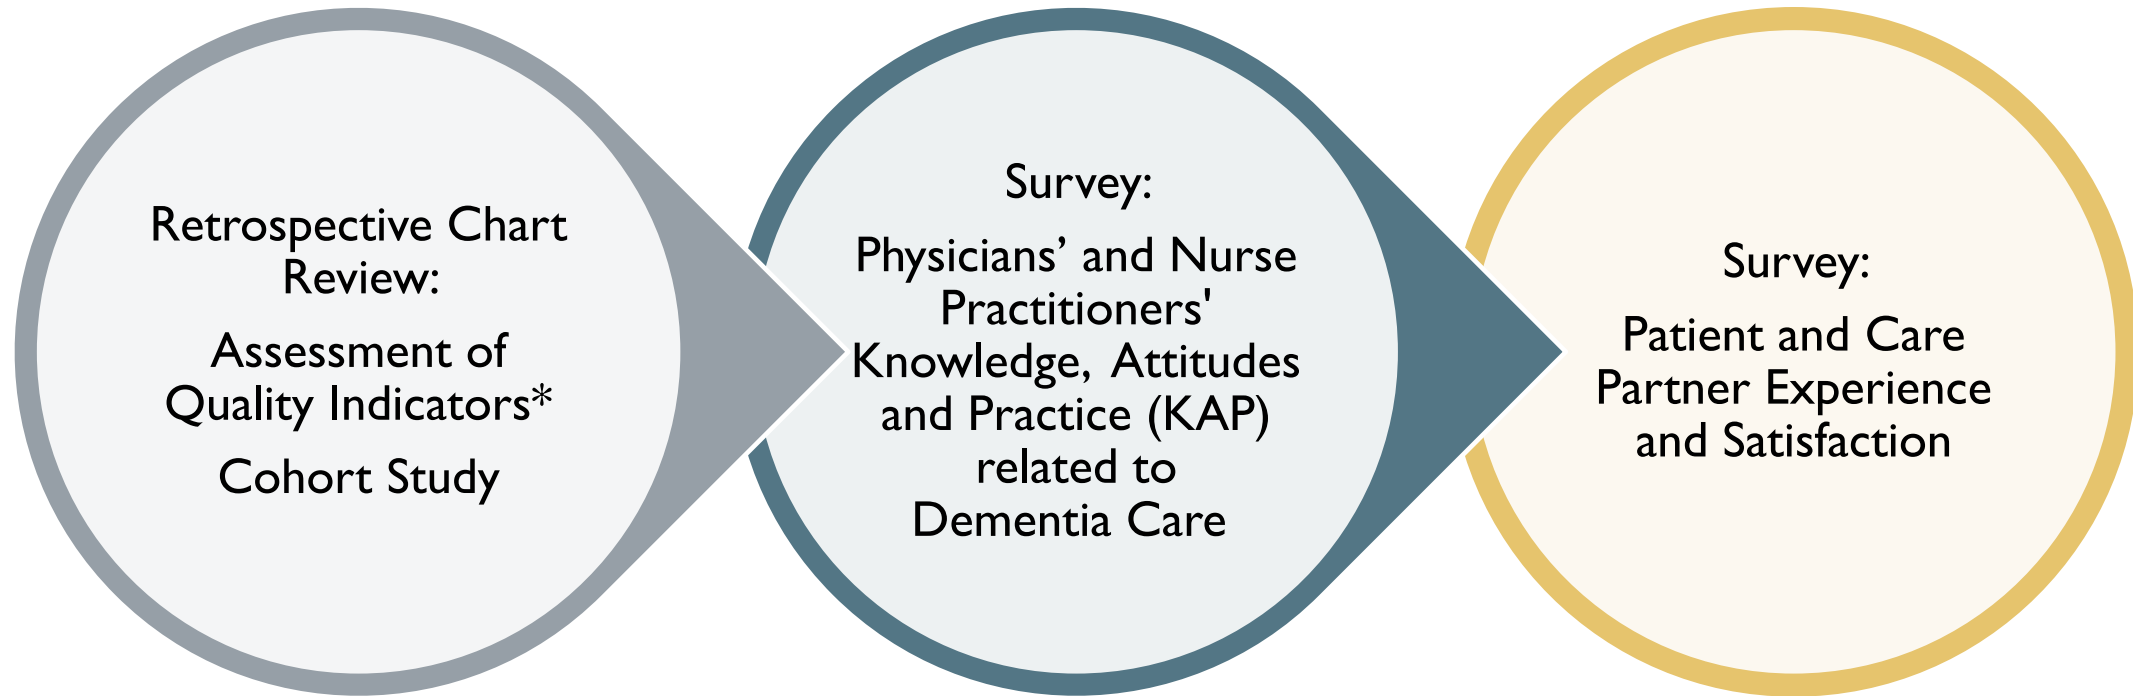 Retrospective Chart
Review:
Assessment of
Quality Indicators*
Cohort Study
Survey:
Physicians’ and Nurse
Practitioners'
Knowledge, Attitudes
and Practice (KAP)
related to
Dementia Care
Survey:
Patient and Care
Partner Experience
and Satisfaction